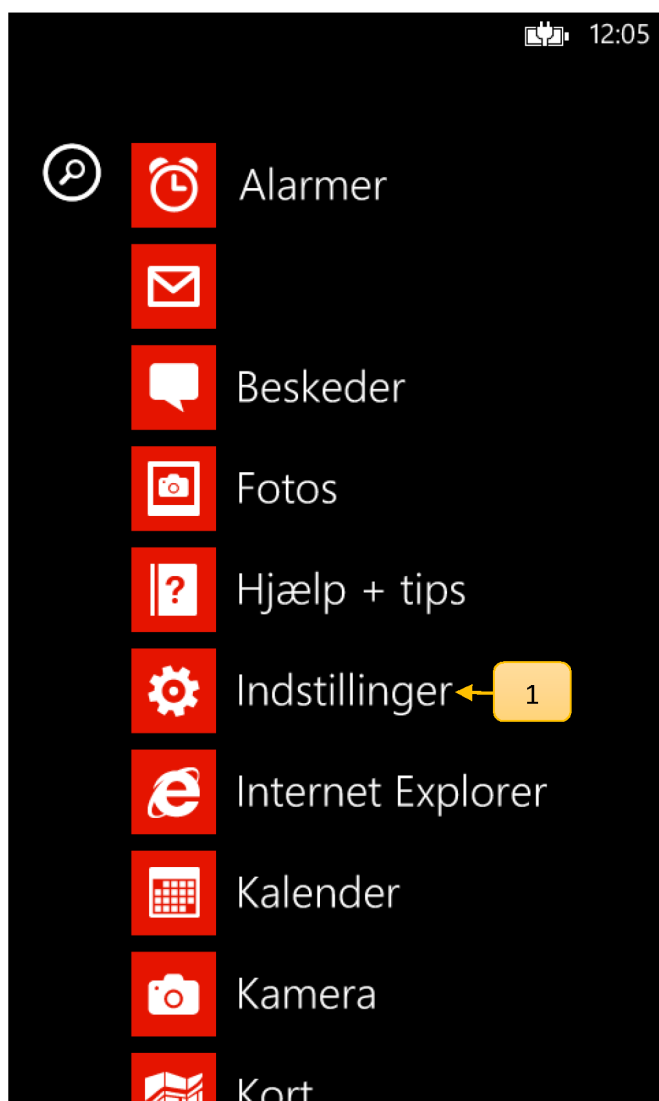 12:05
Alarmer
Beskeder
Fotos
Hjælp + tips
Indstillinger
1
Internet Explorer
Kalender
Kamera
Kort